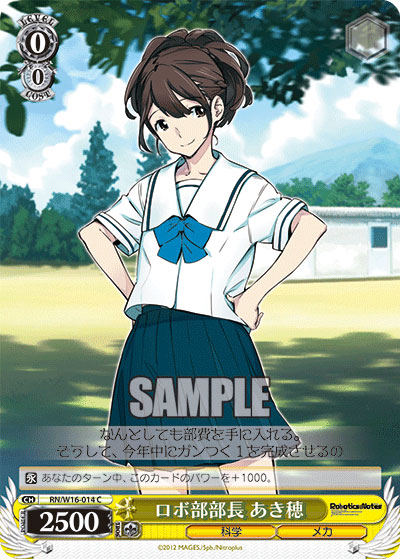 LEVEL
0
0
COST
SAMPLE
なんとしても部費を手に入れる。
そうして、今年中にガンつく1を完成させるの
永 あなたのターン中、このカードのパワーを+1000。
CH RN/W16-014 C
Robotics;Notes
2500
ロボ部部長 あき穂
科学 メカ
©2012 MAGES./5pb./Nitroplus